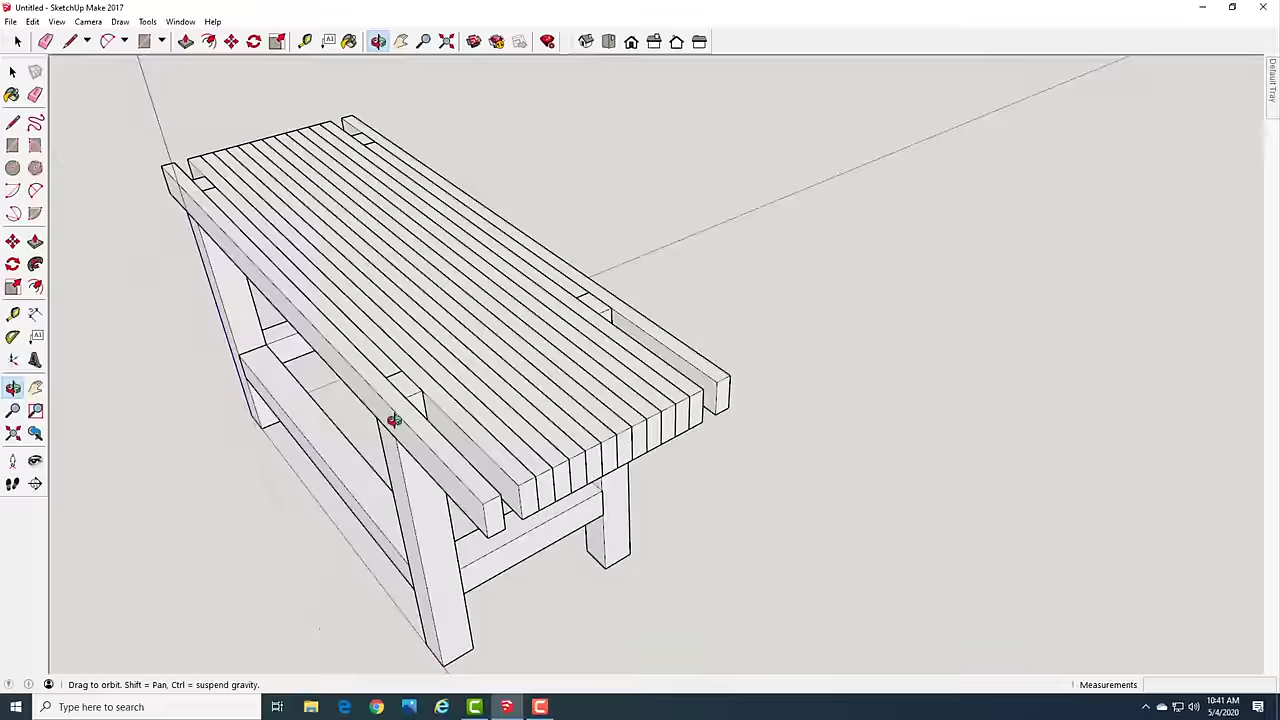 Untitled - SketchUp Make 2017
File Edit View Camera Draw Tools Window Help
Default Tray
Drag to orbit. Shift = Pan, Ctrl = suspend gravity.
Measurements
Type here to search
10:41 AM
5/4/2020